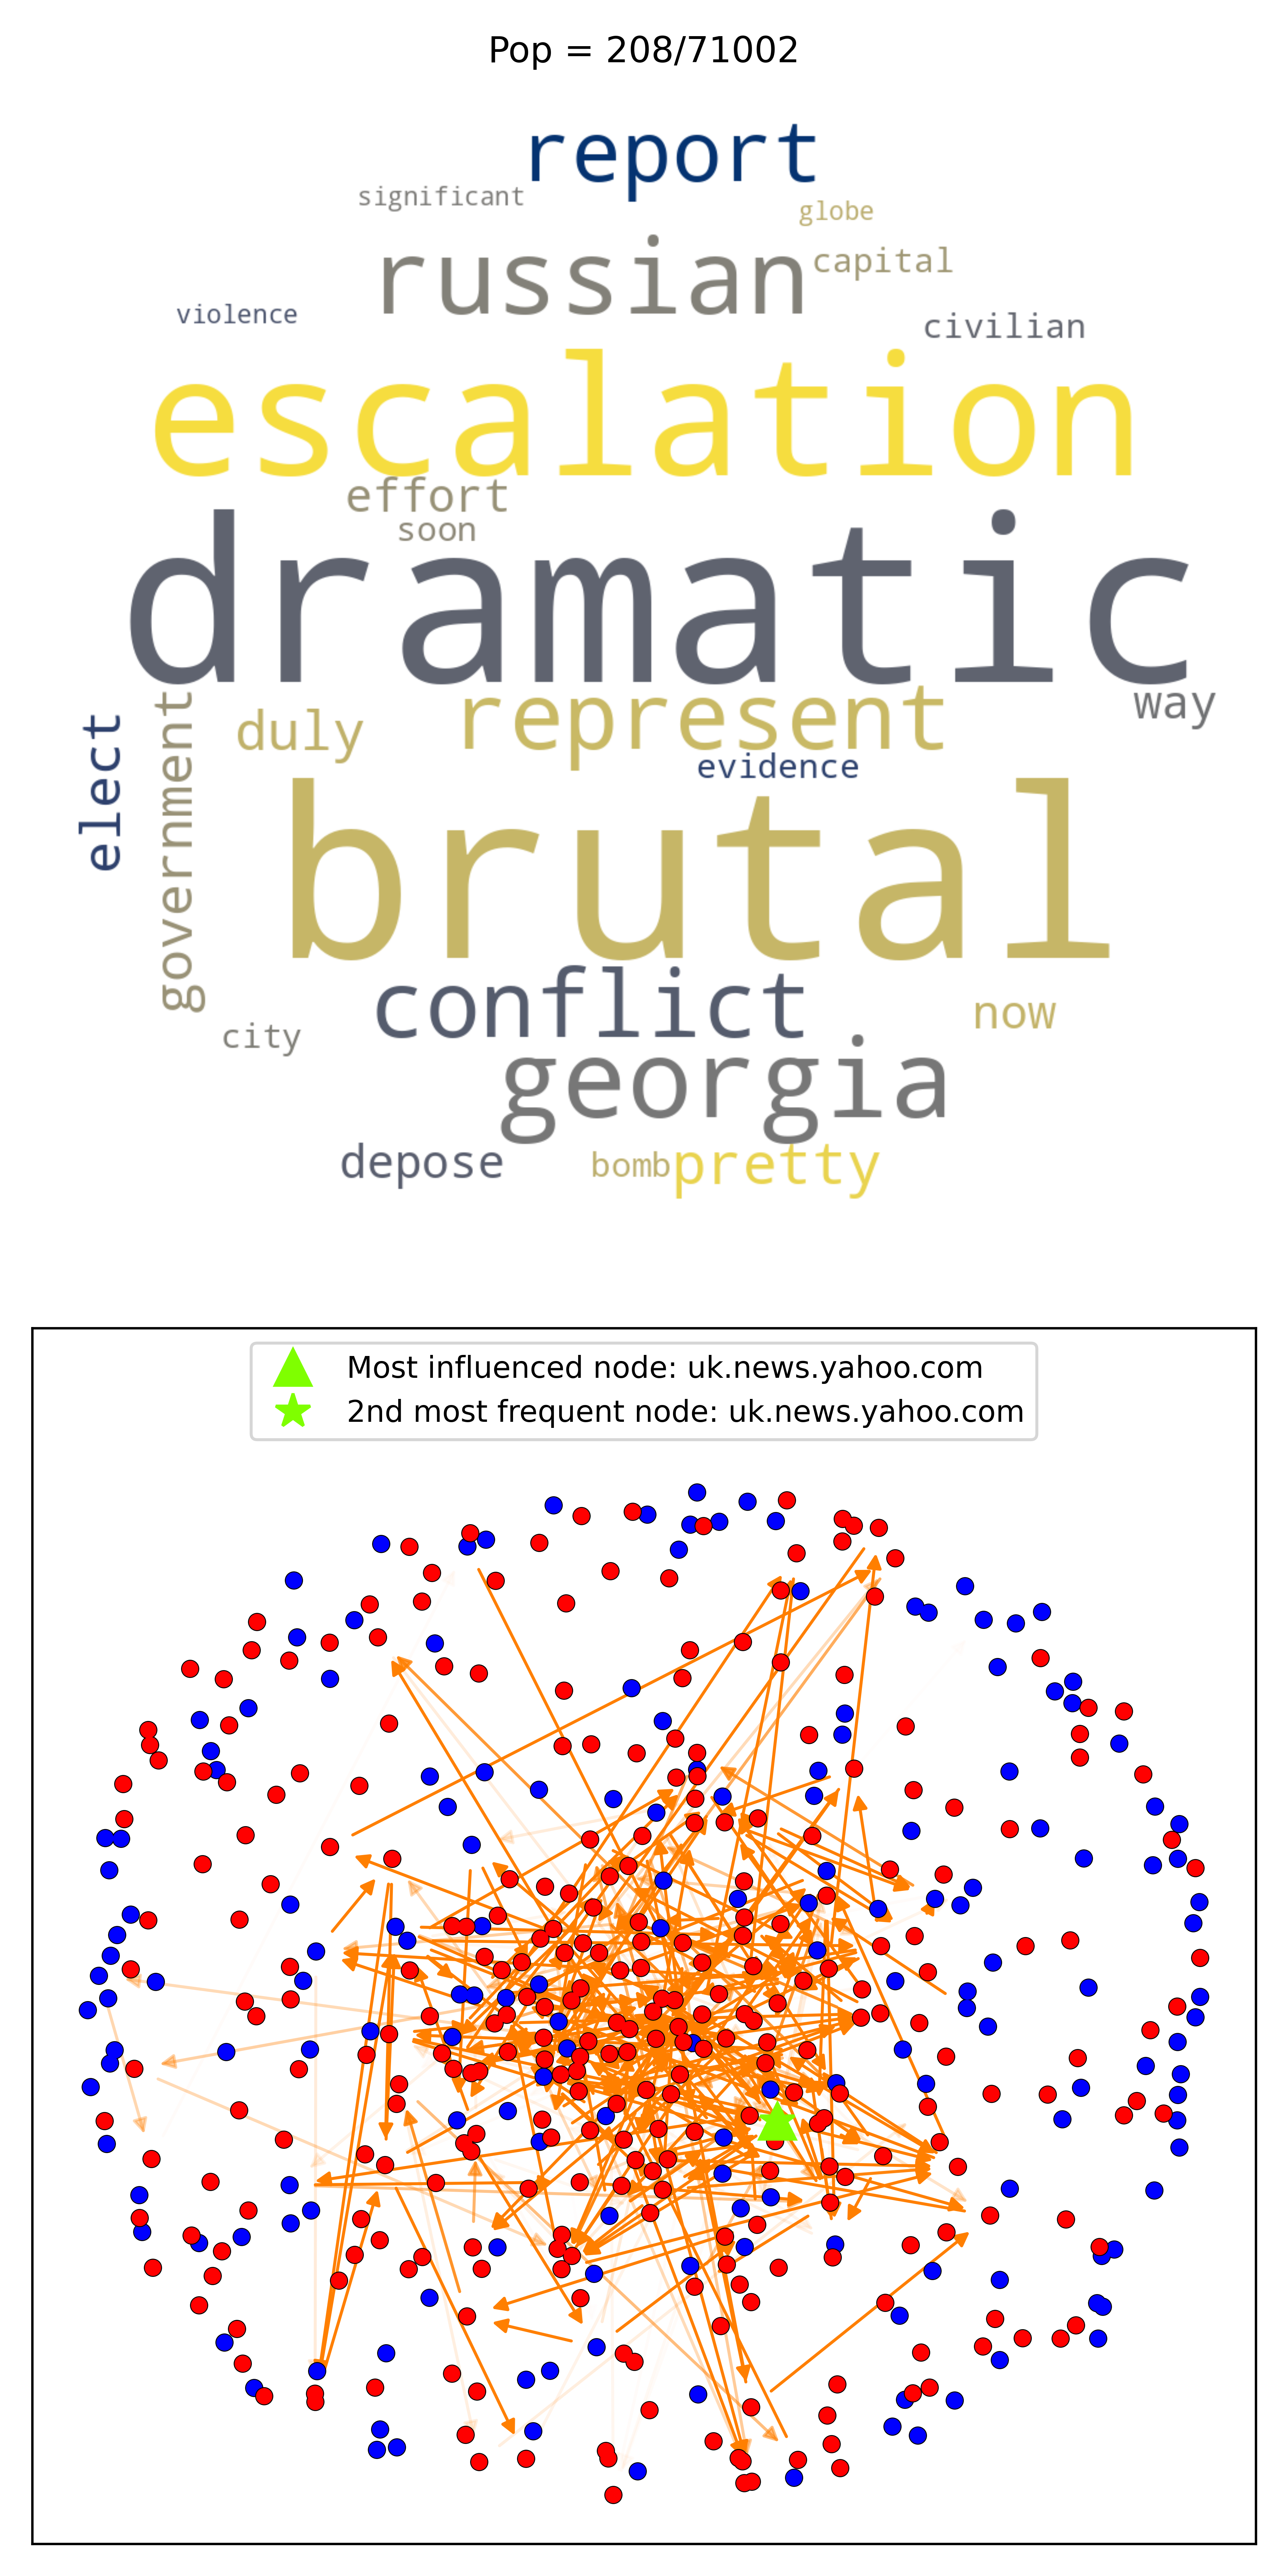 Pop = 208/71002
report
significant
globe
russian
capital
violence
civilian
escalation
effort
soon
dramatic
represent
way
duly
elect
government
evidence
brutal
conflict
now
city
georgia
depose
bomb
pretty
Most influenced node: uk.news.yahoo.com
2nd most frequent node: uk.news.yahoo.com